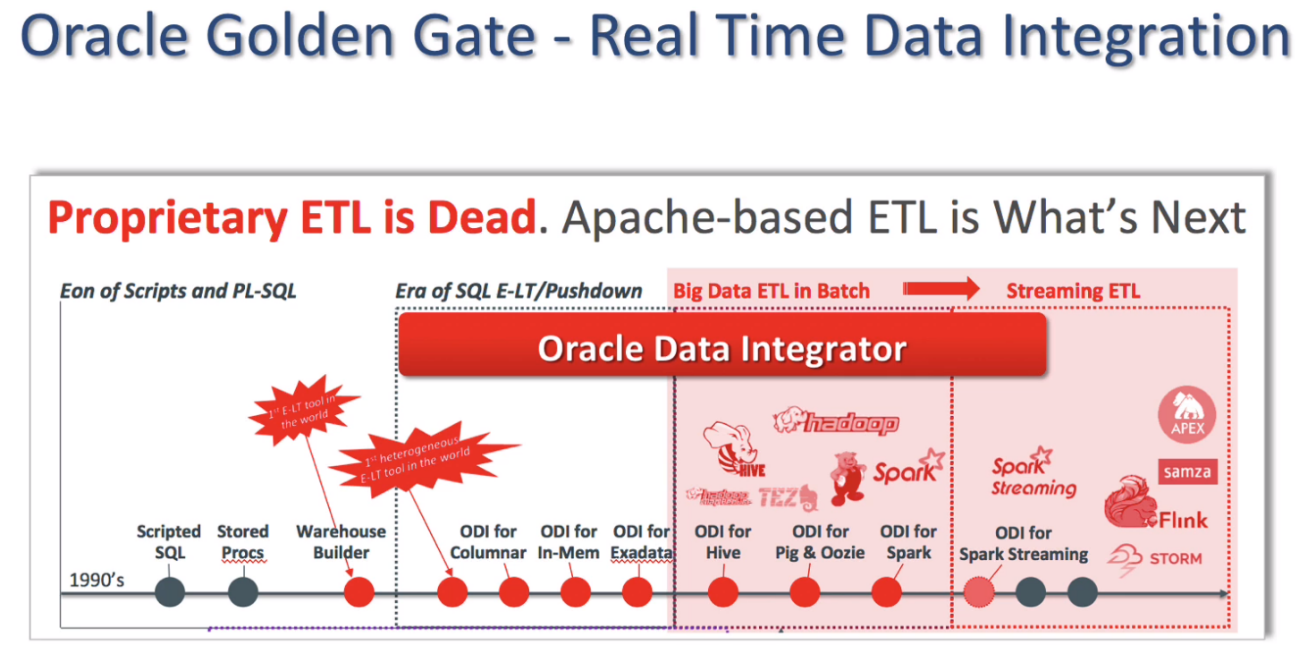 Oracle Golden Gate - Real Time Data Integration
Proprietary ETL is Dead. Apache-based ETL is What's Next
Eon of Scripts and PL-SQL
Era of SQL E-LT/Pushdown
Big Data ETL in Batch
Streaming ETL
Oracle Data Integrator
1st E-LT tool in
the world
1st heterogeneous
E-LT tool in the world
HIVE
hadoop
TEZ
Spark
Spark
Streaming
APEX
samza
Flink
STORM
Scripted
SQL
Stored
Procs
Warehouse
Builder
ODI for
Columnar
ODI for
In-Mem
ODI for
Exadata
ODI for
Hive
ODI for
Pig & Oozie
ODI for
Spark
ODI for
Spark Streaming
1990's